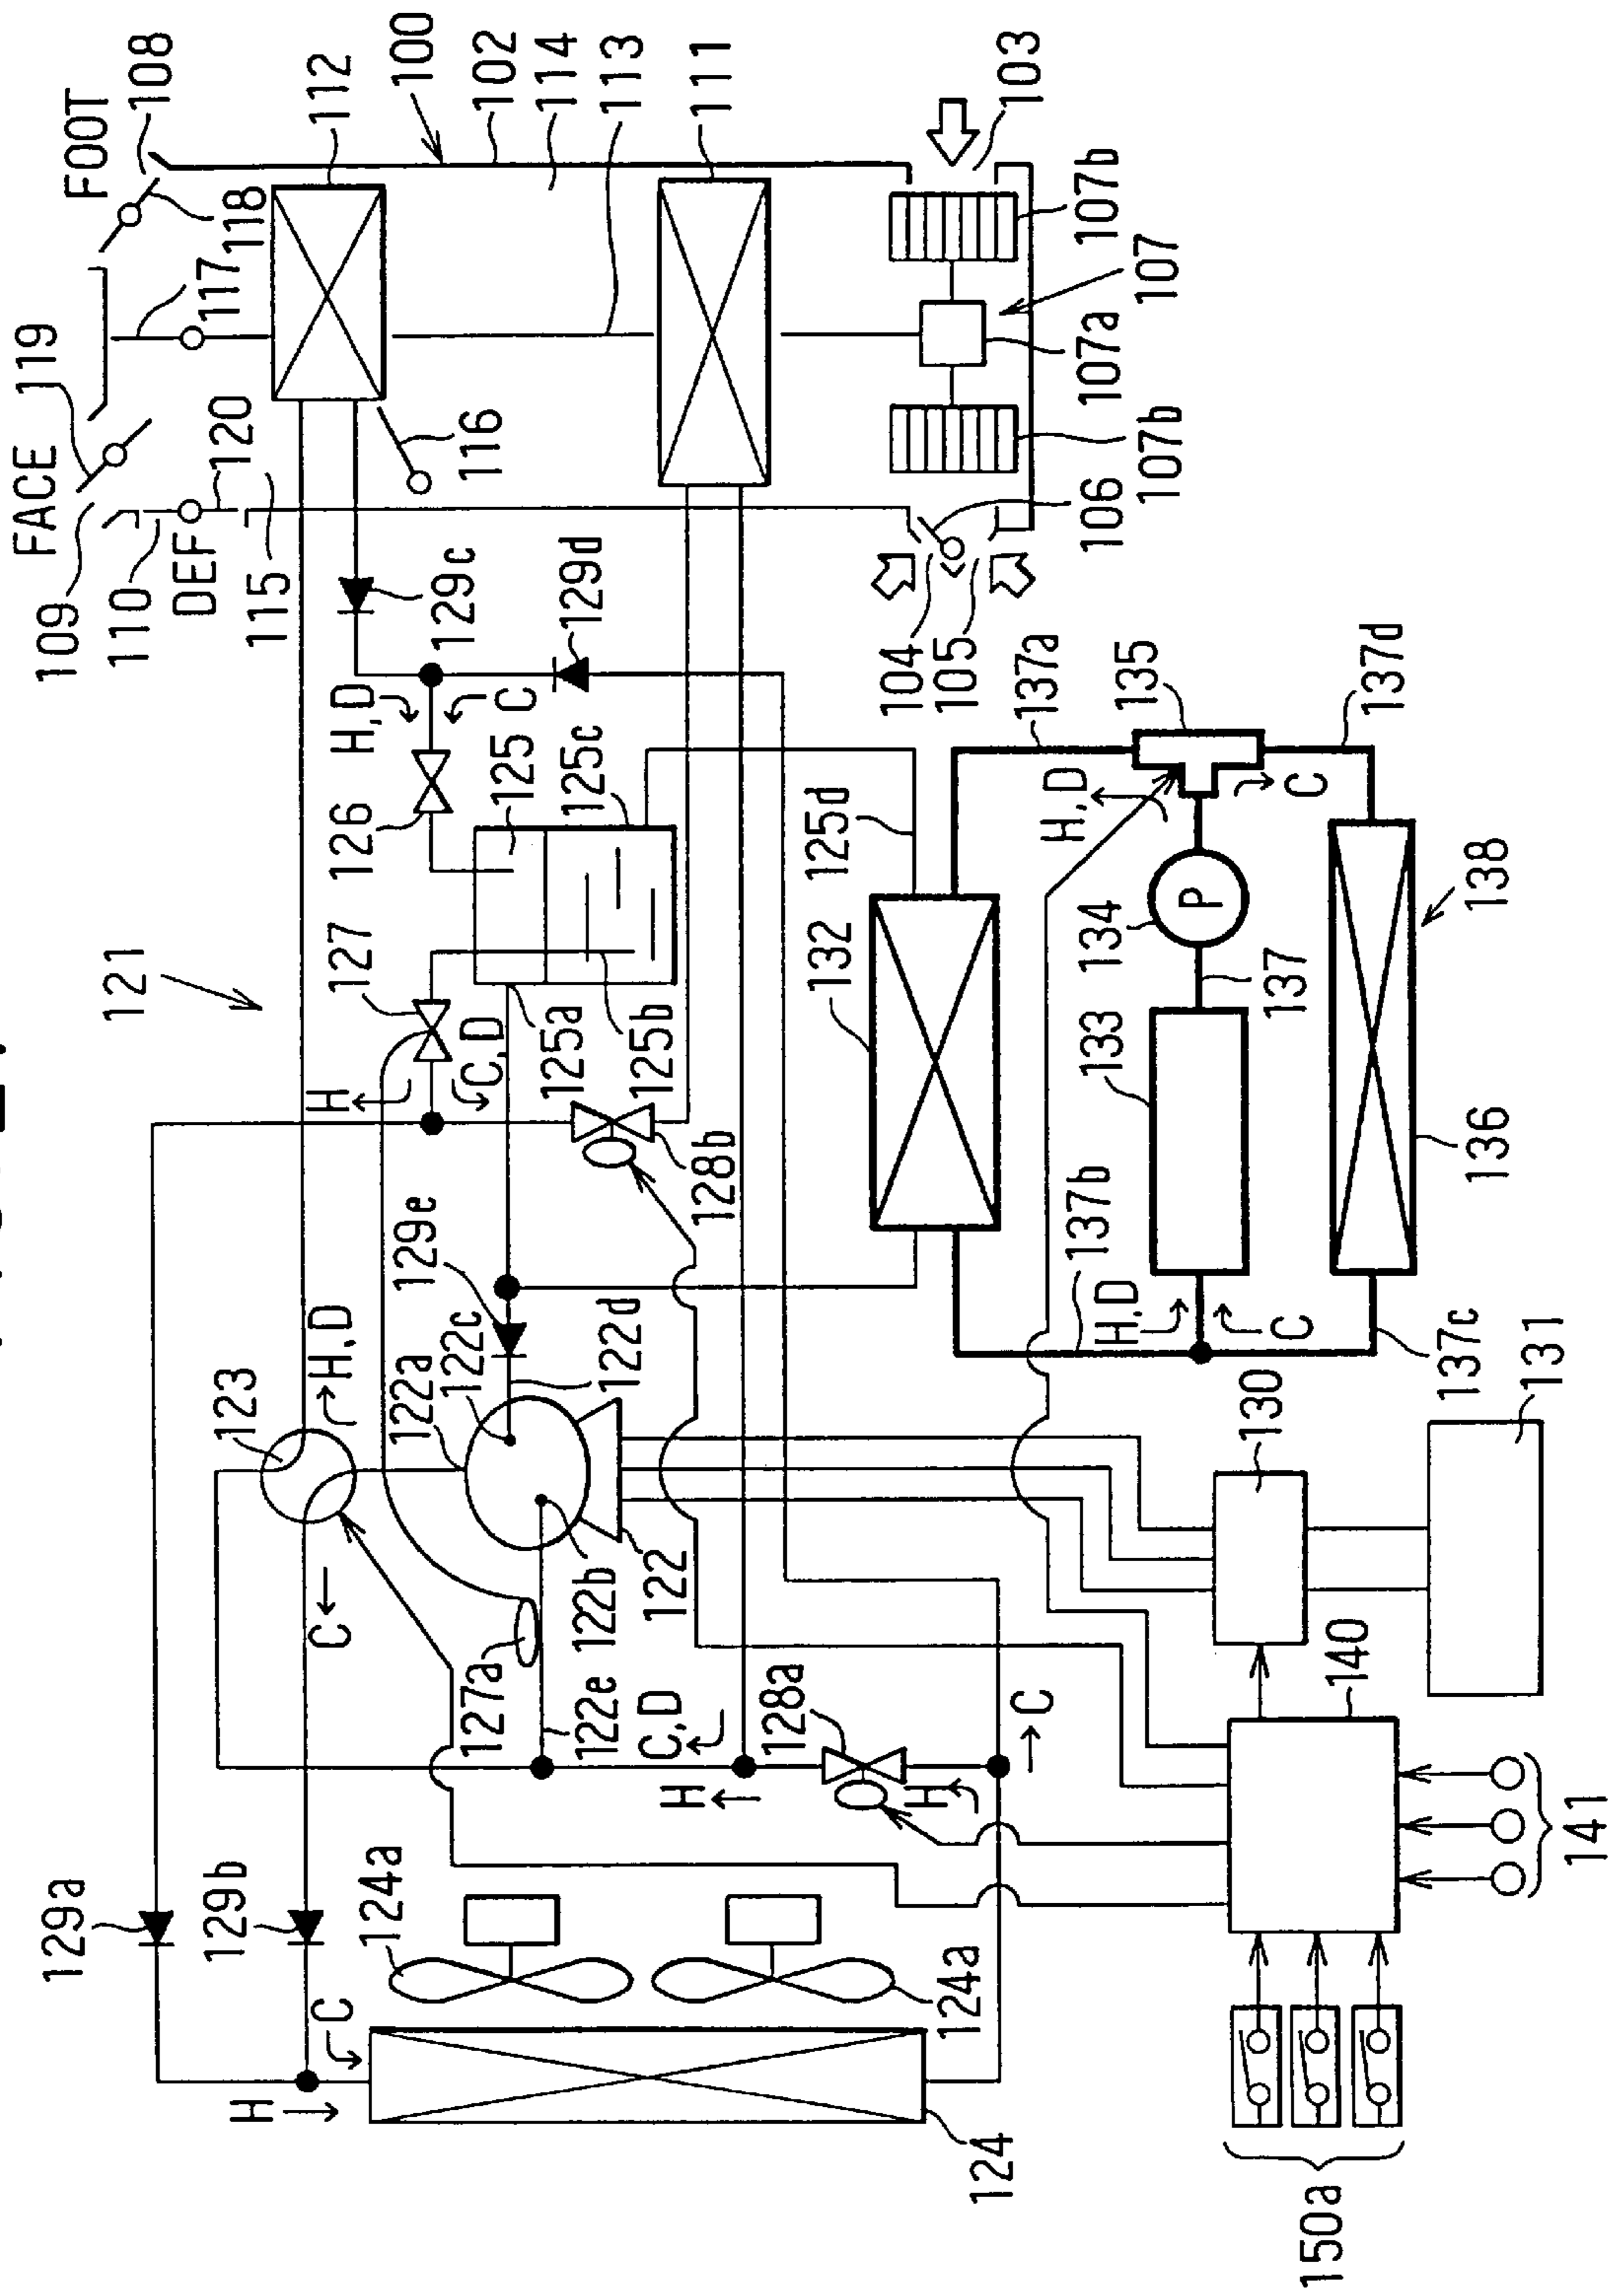 FOOT
108
112
100
102
114
113
111
103
107b
107
107a
107b
106
118
117
119
FACE
120
116
109
110
DEF
115
129c
129d
104
105
H,D
C
126
125
125c
125d
137a
135
137d
H,D
C
121
127
132
134
P
138
H
C,D
125a
125b
133
137
128b
137b
136
129e
123
H,D
122a
122c
122d
H,D
C
137c
130
131
C
127a
122b
122
122e
C,D
128a
C
140
H
H
129a
129b
124a
124a
141
C
H
124
150a